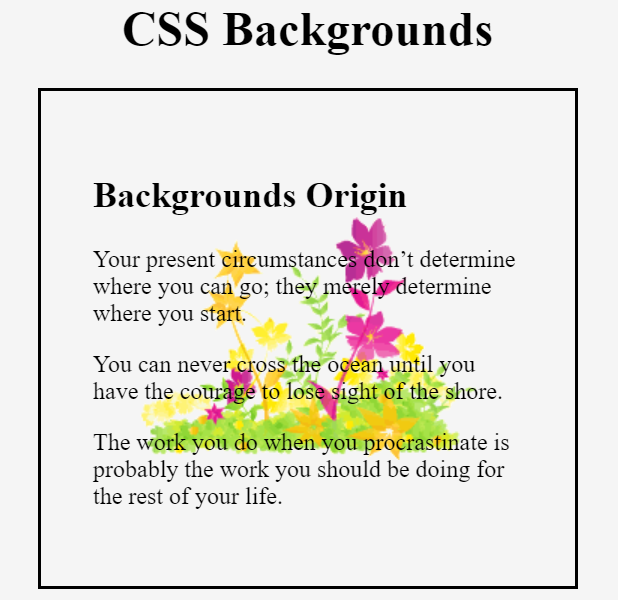 CSS Backgrounds
Backgrounds Origin
Your present circumstances don’t determine
where you can go; they merely determine
where you start.
You can never cross the ocean until you
have the courage to lose sight of the shore.
The work you do when you procrastinate is
probably the work you should be doing for
the rest of your life.